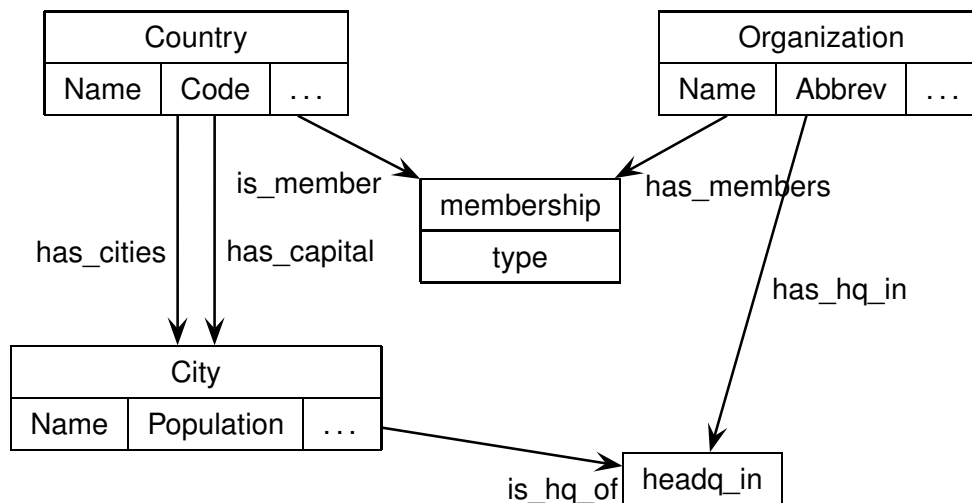 Country
Name Code ...
Organization
Name Abbrev ...
is_member
has_members
membership
type
has_cities
has_capital
has_hq_in
City
Name Population ...
is_hq_of
headq_in